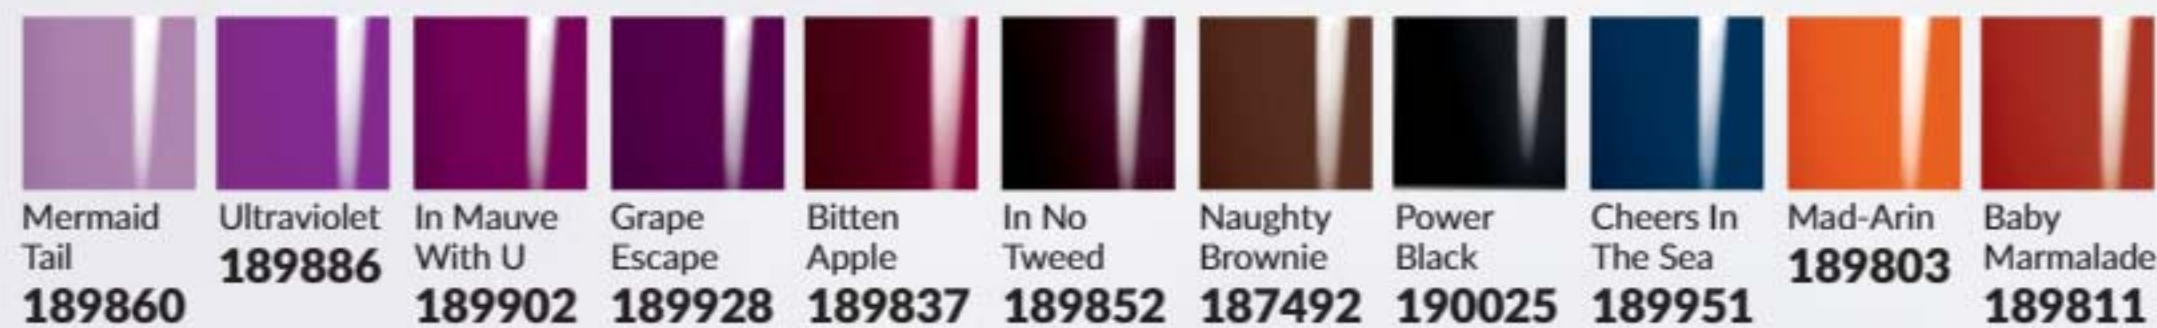 Mermaid
Tail
189860
Ultraviolet
189886
In Mauve
With U
189902
Grape
Escape
189928
Bitten
Apple
189837
In No
Tweed
189852
Naughty
Brownie
187492
Power
Black
190025
Cheers In
The Sea
189951
Mad-Arin
189803
Baby
Marmalade
189811